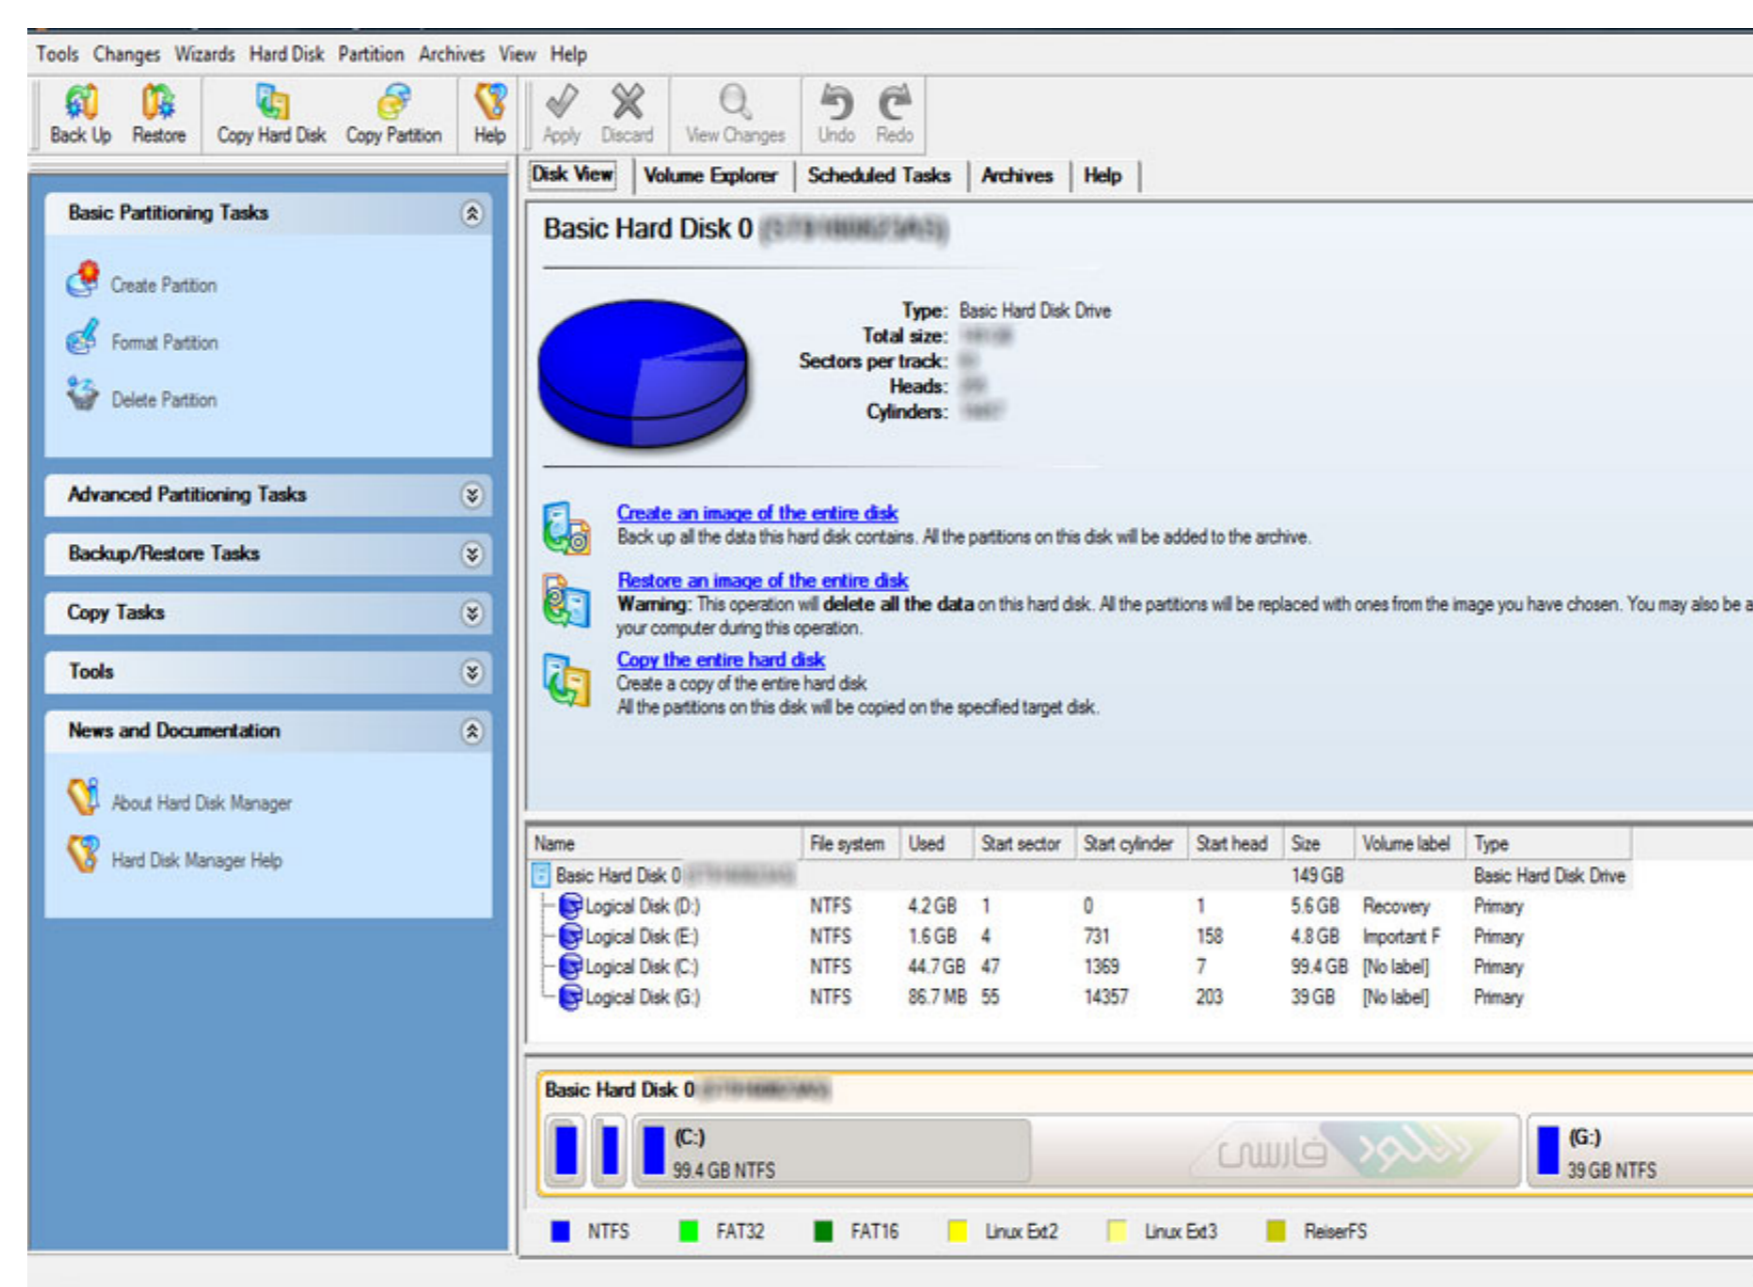 Tools Changes Wizards Hard Disk Partition Archives View Help
Back Up Restore Copy Hard Disk Copy Partition Help Apply Discard View Changes Undo Redo
Disk View Volume Explorer Scheduled Tasks Archives Help
Basic Partitioning Tasks
Create Partition
Format Partition
Delete Partition
Advanced Partitioning Tasks
Backup/Restore Tasks
Copy Tasks
Tools
News and Documentation
About Hard Disk Manager
Hard Disk Manager Help
Basic Hard Disk 0
Type: Basic Hard Disk Drive
Total size:
Sectors per track:
Heads:
Cylinders:
Create an image of the entire disk
Back up all the data this hard disk contains. All the partitions on this disk will be added to the archive.
Restore an image of the entire disk
Warning: This operation will delete all the data on this hard disk. All the partitions will be replaced with ones from the image you have chosen. You may also be a
your computer during this operation.
Copy the entire hard disk
Create a copy of the entire hard disk
All the partitions on this disk will be copied on the specified target disk.
Name File system Used Start sector Start cylinder Start head Size Volume label Type
Basic Hard Disk 0 149 GB Basic Hard Disk Drive
Logical Disk (D:) NTFS 4.2 GB 1 0 1 5.6 GB Recovery Primary
Logical Disk (E:) NTFS 1.6 GB 4 731 158 4.8 GB Important F Primary
Logical Disk (C:) NTFS 44.7 GB 47 1369 7 99.4 GB [No label] Primary
Logical Disk (G:) NTFS 86.7 MB 55 14357 203 39 GB [No label] Primary
Basic Hard Disk 0
(C:)
99.4 GB NTFS
دانلود فارسی
(G:)
39 GB NTFS
NTFS FAT32 FAT16 Linux Ext2 Linux Ext3 ReiserFS